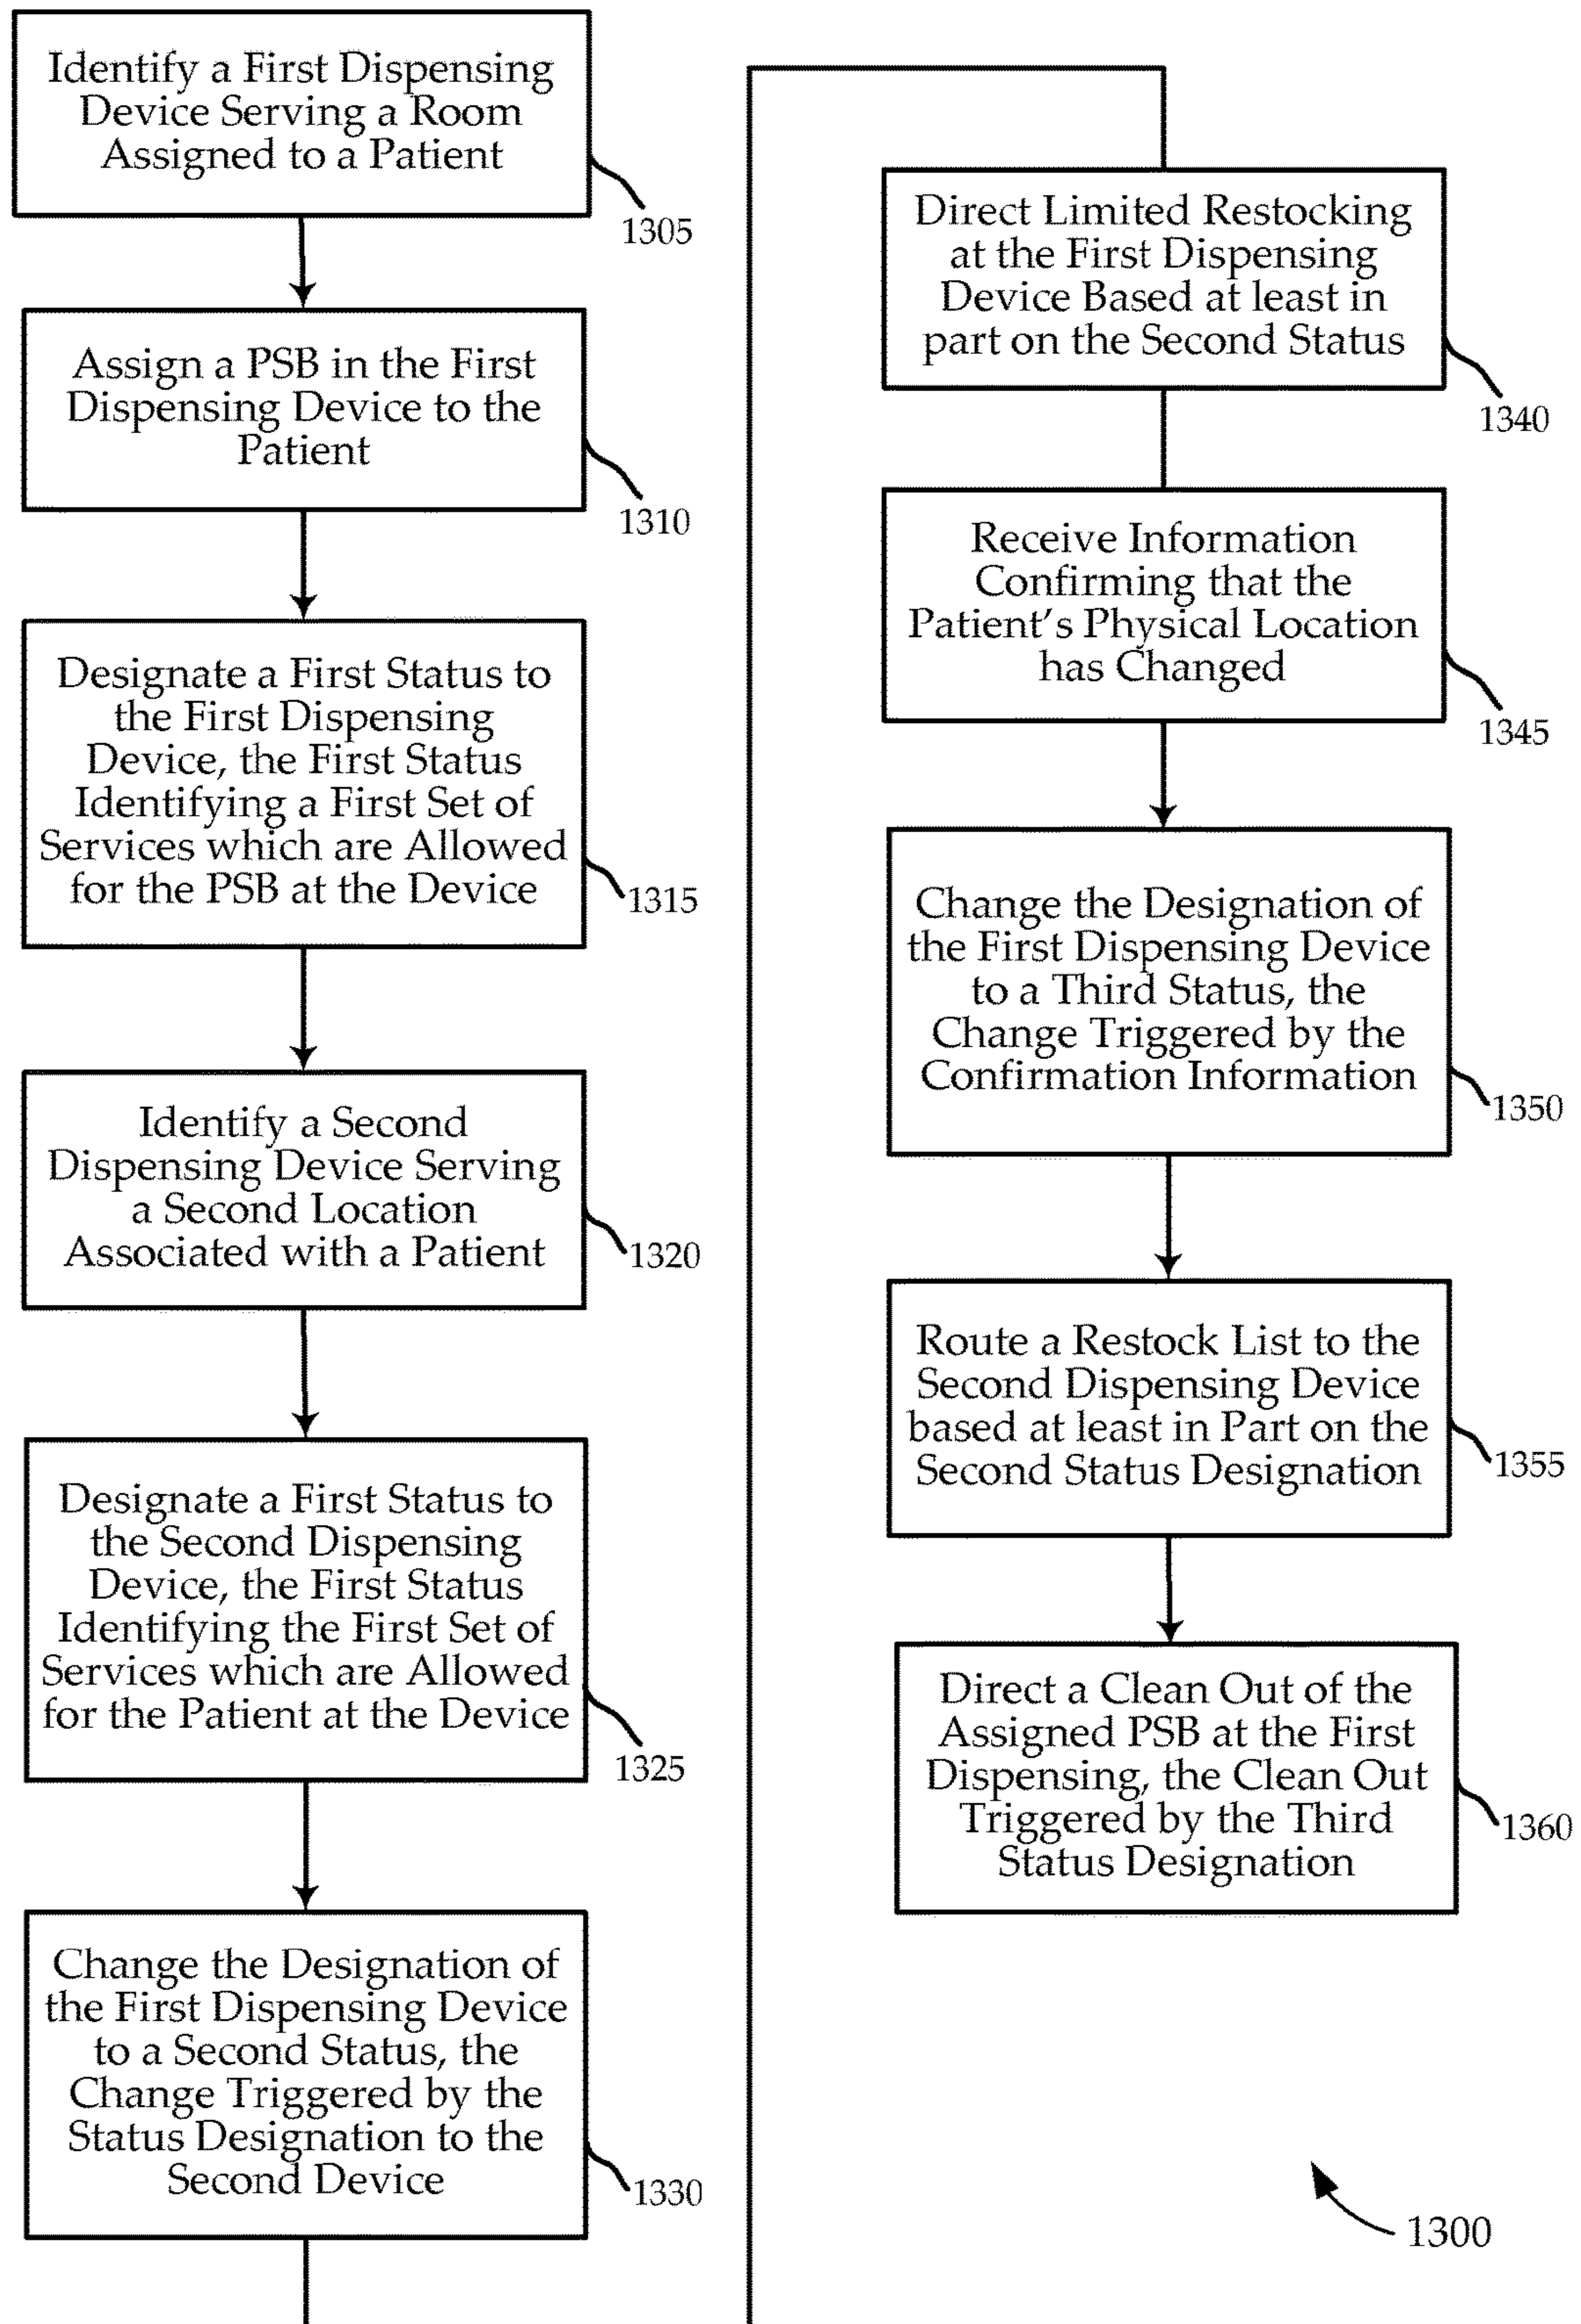 Identify a First Dispensing
Device Serving a Room
Assigned to a Patient
1305
Assign a PSB in the First
Dispensing Device to the
Patient
1310
Designate a First Status to
the First Dispensing
Device, the First Status
Identifying a First Set of
Services which are Allowed
for the PSB at the Device
1315
Identify a Second
Dispensing Device Serving
a Second Location
Associated with a Patient
1320
Designate a First Status to
the Second Dispensing
Device, the First Status
Identifying the First Set of
Services which are Allowed
for the Patient at the Device
1325
Change the Designation of
the First Dispensing Device
to a Second Status, the
Change Triggered by the
Status Designation to the
Second Device
1330
Direct Limited Restocking
at the First Dispensing
Device Based at least in
part on the Second Status
1340
Receive Information
Confirming that the
Patient's Physical Location
has Changed
1345
Change the Designation of
the First Dispensing Device
to a Third Status, the
Change Triggered by the
Confirmation Information
1350
Route a Restock List to the
Second Dispensing Device
based at least in Part on the
Second Status Designation
1355
Direct a Clean Out of the
Assigned PSB at the First
Dispensing, the Clean Out
Triggered by the Third
Status Designation
1360
1300